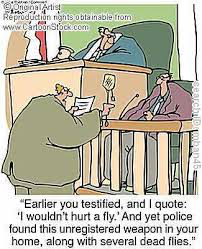 © Original Artist
Reproduction rights obtainable from
www.CartoonStock.com
"Earlier you testified, and I quote:
'I wouldn't hurt a fly.' And yet police
found this unregistered weapon in your
home, along with several dead flies."